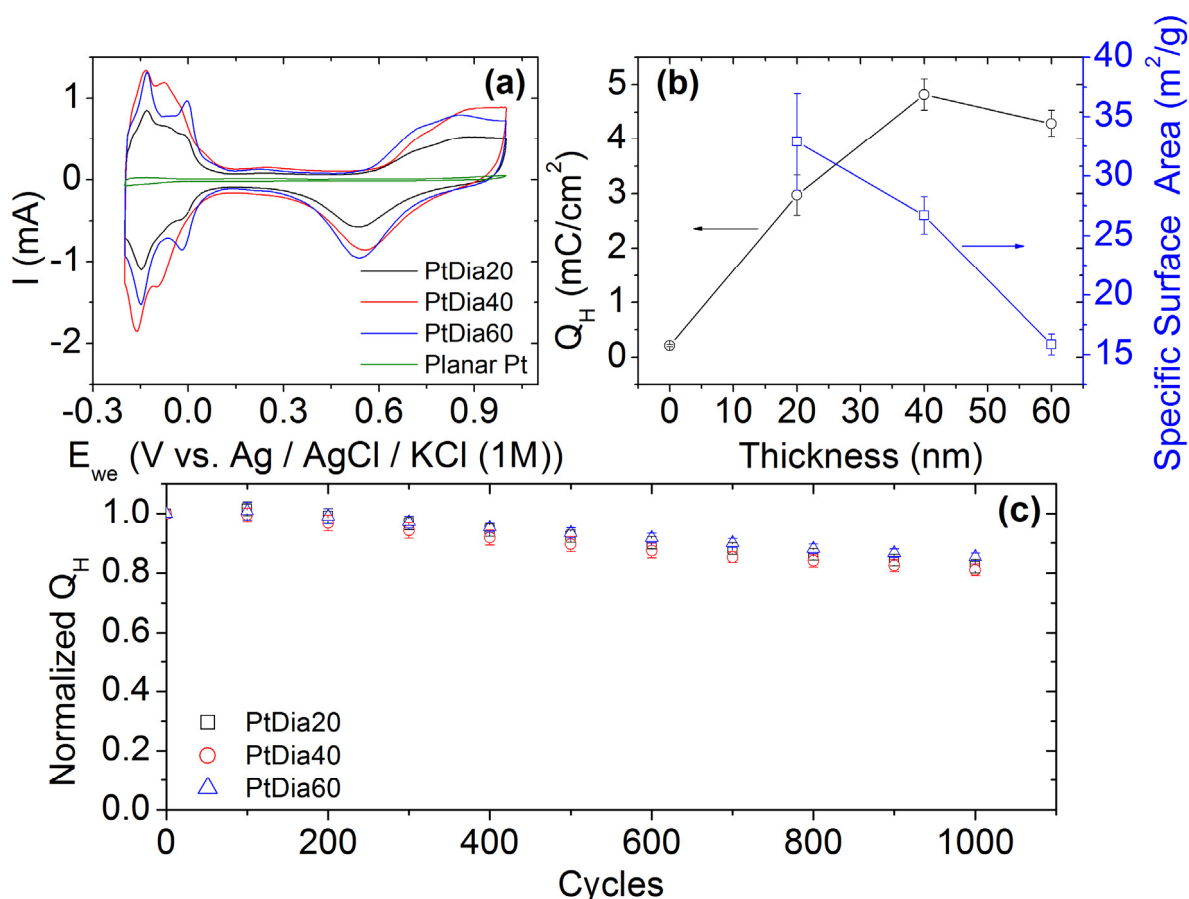 (a)
1
0
-1
-2
I (mA)
PtDia20
PtDia40
PtDia60
Planar Pt
-0.3 0.0 0.3 0.6 0.9
E_we (V vs. Ag / AgCl / KCl (1M))
(b)
5
4
3
2
1
0
Q_H (mC/cm²)
40
35
30
25
20
15
Specific Surface Area (m²/g)
0 10 20 30 40 50 60
Thickness (nm)
(c)
1.0
0.8
0.6
0.4
0.2
0.0
Normalized Q_H
PtDia20
PtDia40
PtDia60
0 200 400 600 800 1000
Cycles